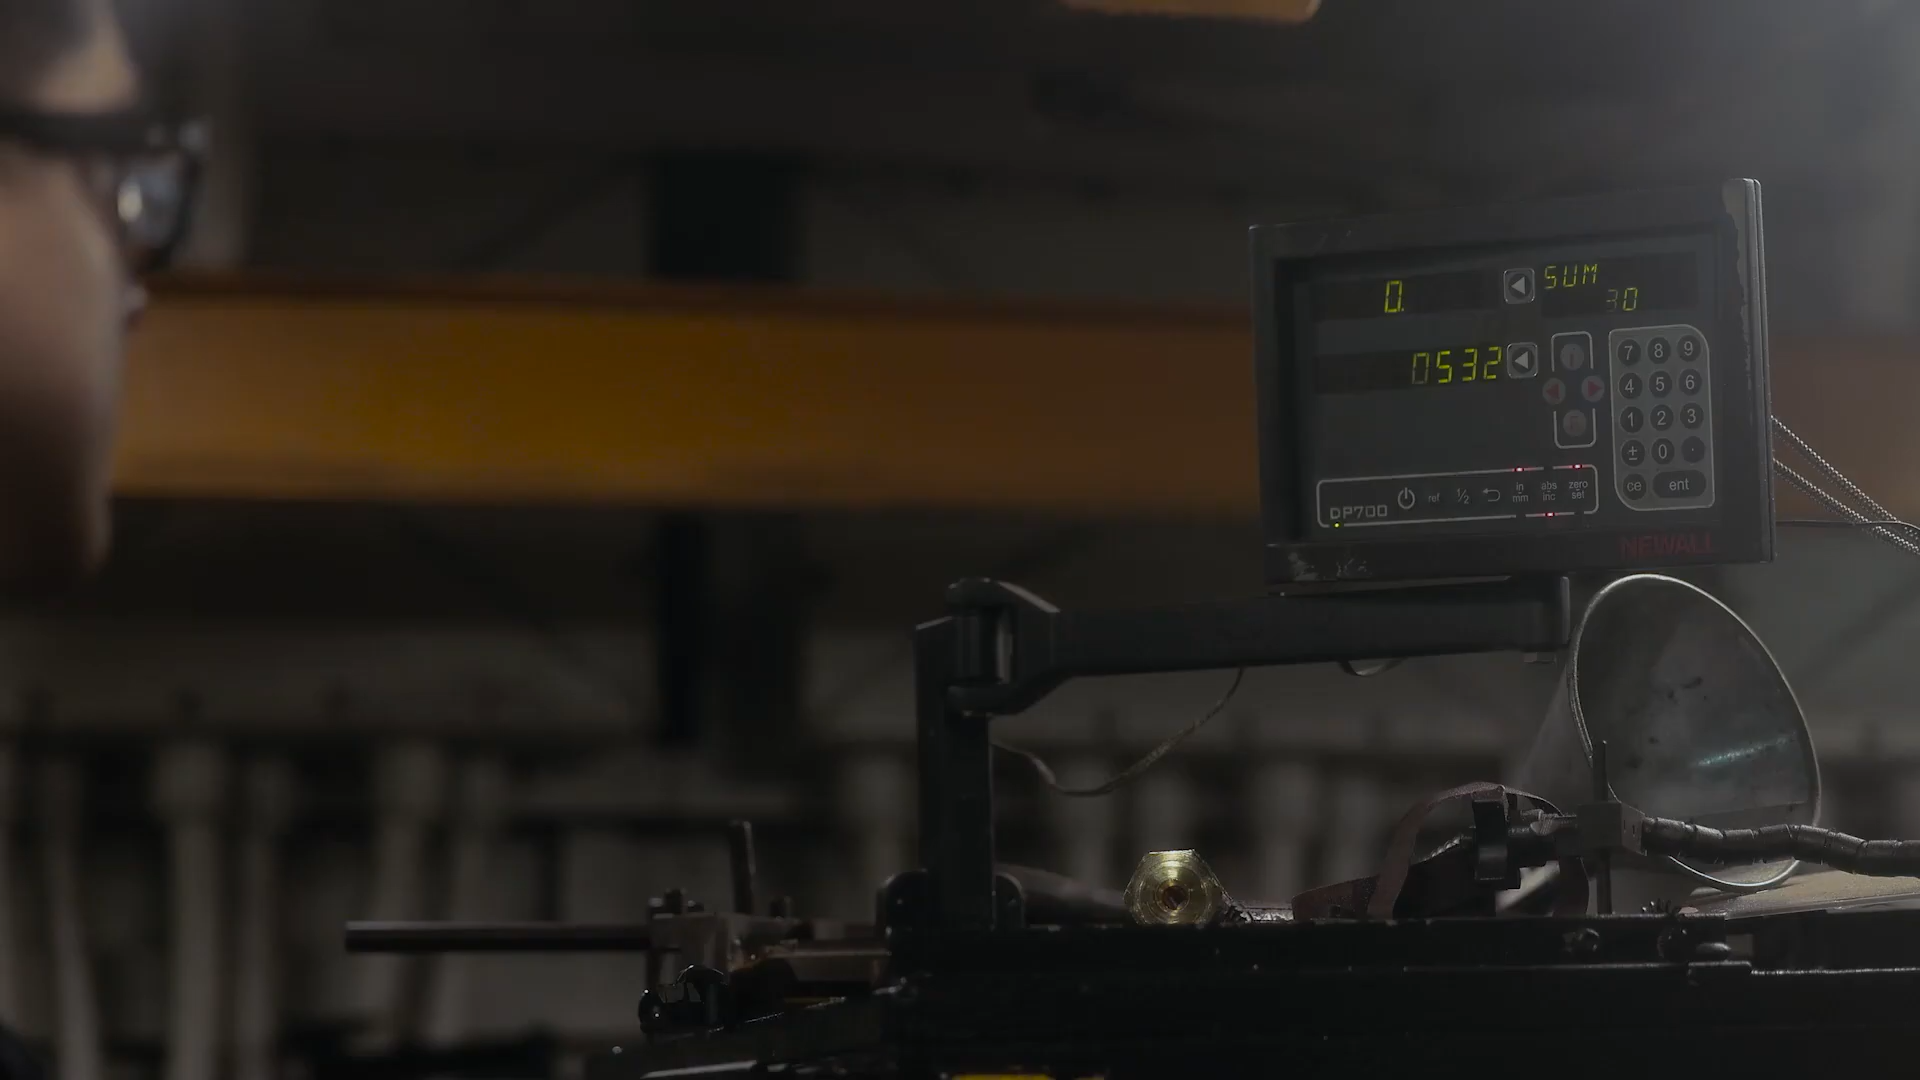 0. SUM
30
0532
7 8 9
4 5 6
1 2 3
± 0 .
ce ent
DP700 ref ½ in mm abs inc zero set
NEWALL